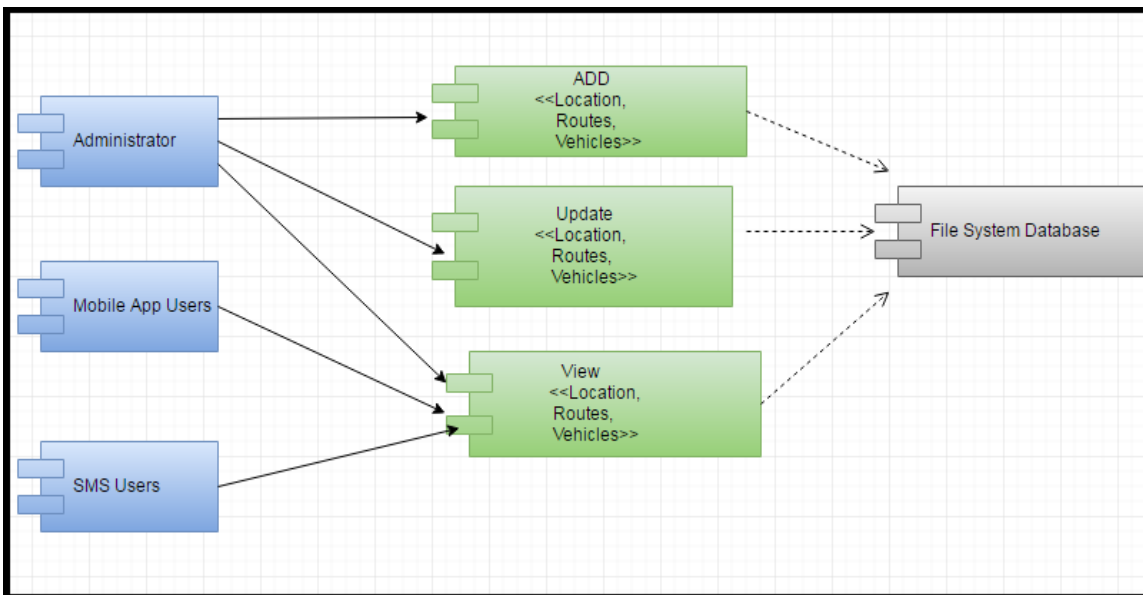 Administrator
Mobile App Users
SMS Users
ADD
<<Location,
Routes,
Vehicles>>
Update
<<Location,
Routes,
Vehicles>>
View
<<Location,
Routes,
Vehicles>>
File System Database